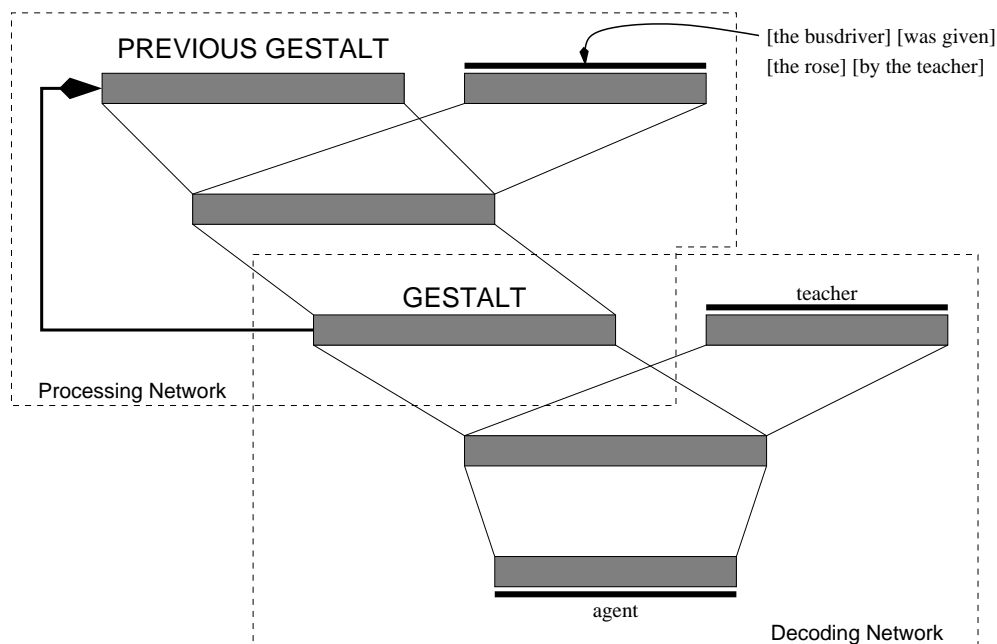 PREVIOUS GESTALT
[the busdriver] [was given]
[the rose] [by the teacher]
GESTALT
teacher
Processing Network
agent
Decoding Network